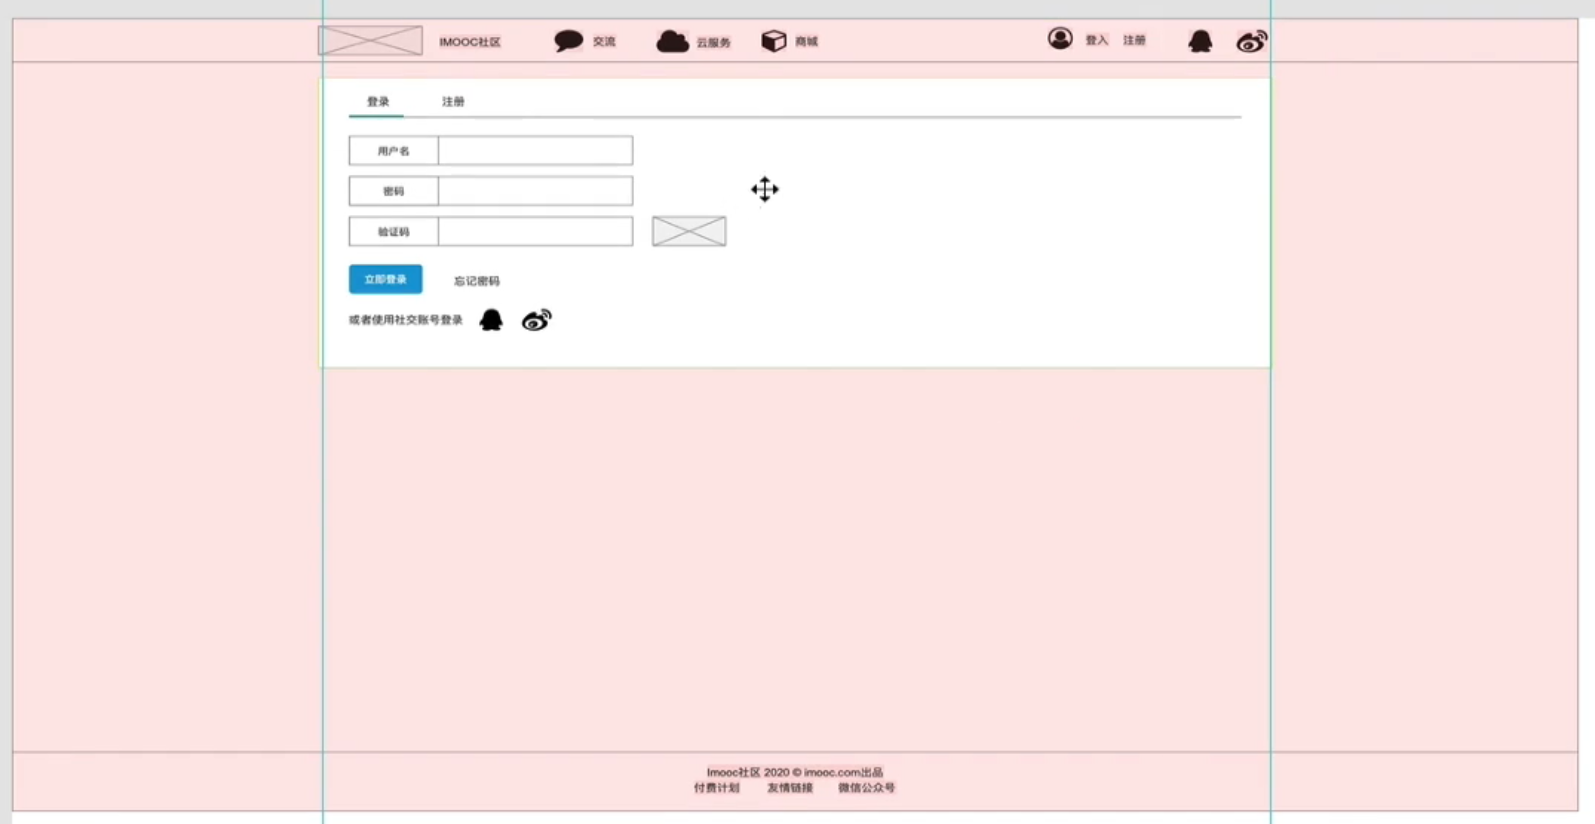 IMOOC社区 交流 云服务 商城 登入 注册
登录 注册
用户名
密码
验证码
立即登录 忘记密码
或者使用社交账号登录
Imooc社区 2020 © imooc.com出品
付费计划 友情链接 微信公众号